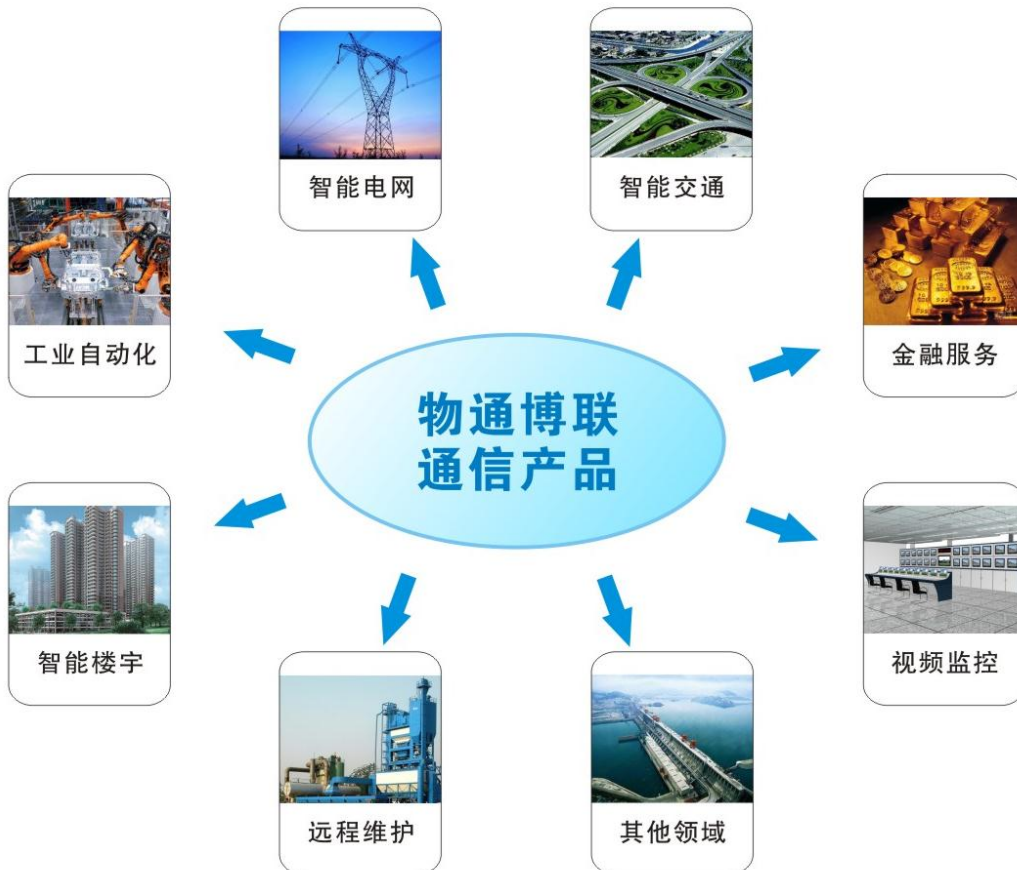 智能电网
智能交通
工业自动化
金融服务
物通博联
通信产品
智能楼宇
视频监控
远程维护
其他领域